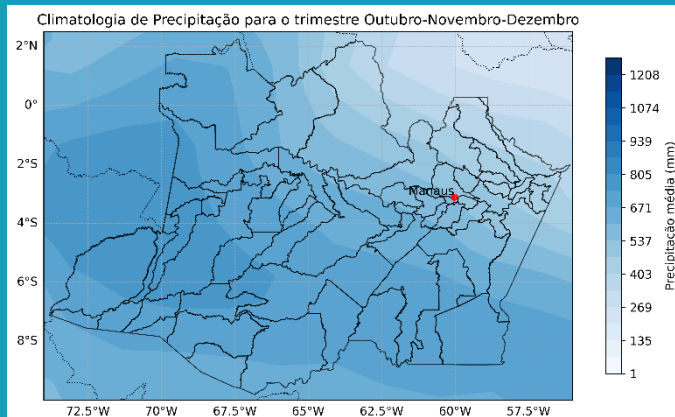 Climatologia de Precipitação para o trimestre Outubro-Novembro-Dezembro
2°N
0°
2°S
4°S
6°S
8°S
Manaus
72.5°W 70°W 67.5°W 65°W 62.5°W 60°W 57.5°W
1208
1074
939
805
671
537
403
269
135
1
Precipitação média (mm)